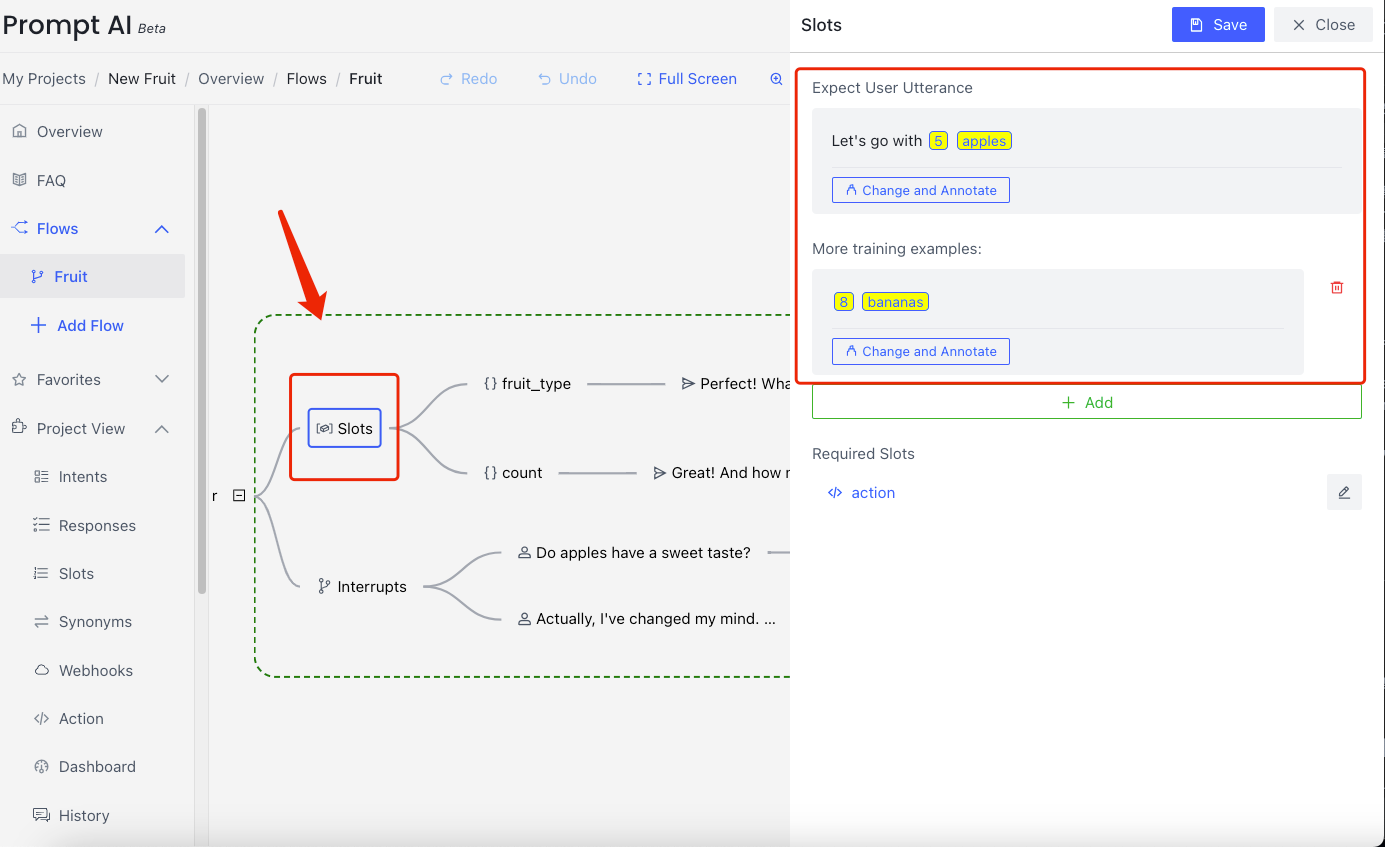 Prompt AI Beta
My Projects / New Fruit / Overview / Flows / Fruit
Redo
Undo
Full Screen
Overview
FAQ
Flows
Fruit
Add Flow
Favorites
Project View
Intents
Responses
Slots
Synonyms
Webhooks
Action
Dashboard
History
r
Slots
{} fruit_type
Perfect! Wha
{} count
Great! And how
Interrupts
Do apples have a sweet taste?
Actually, I've changed my mind. ...
Slots
Save
Close
Expect User Utterance
Let's go with 5 apples
Change and Annotate
More training examples:
8 bananas
Change and Annotate
Add
Required Slots
</> action